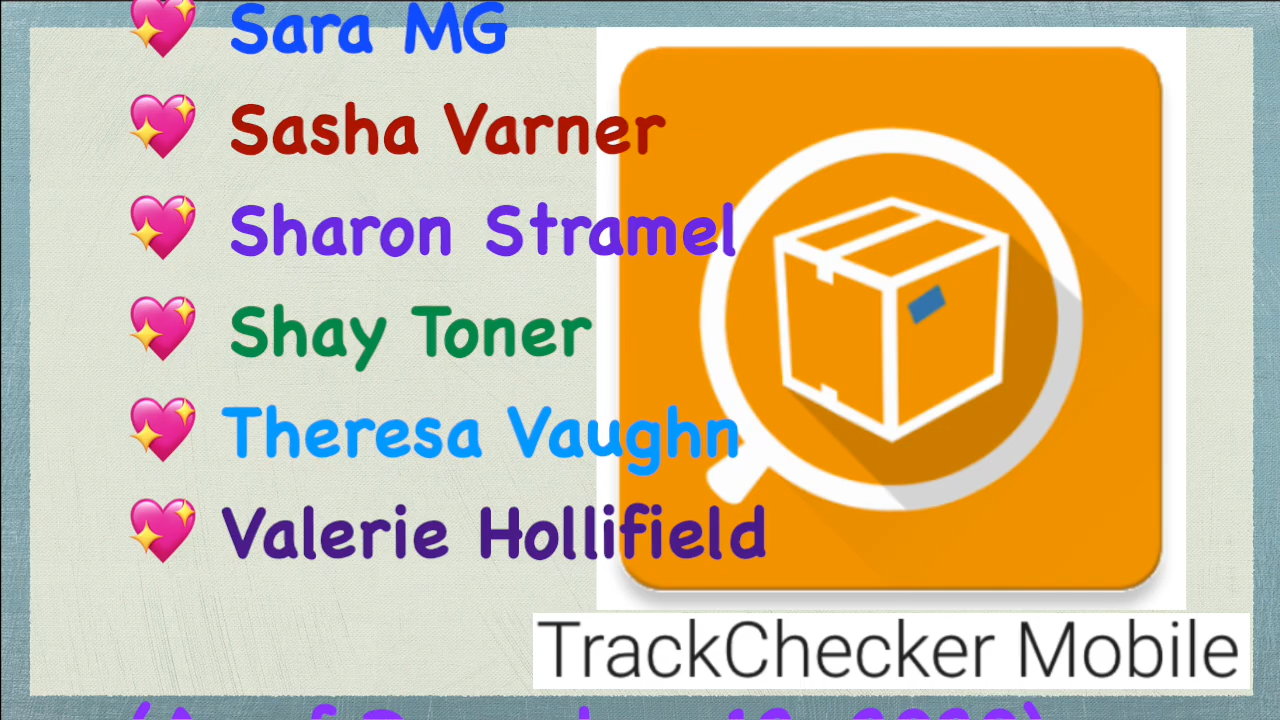 Sara MG
Sasha Varner
Sharon Stramel
Shay Toner
Theresa Vaughn
Valerie Hollifield
TrackChecker Mobile